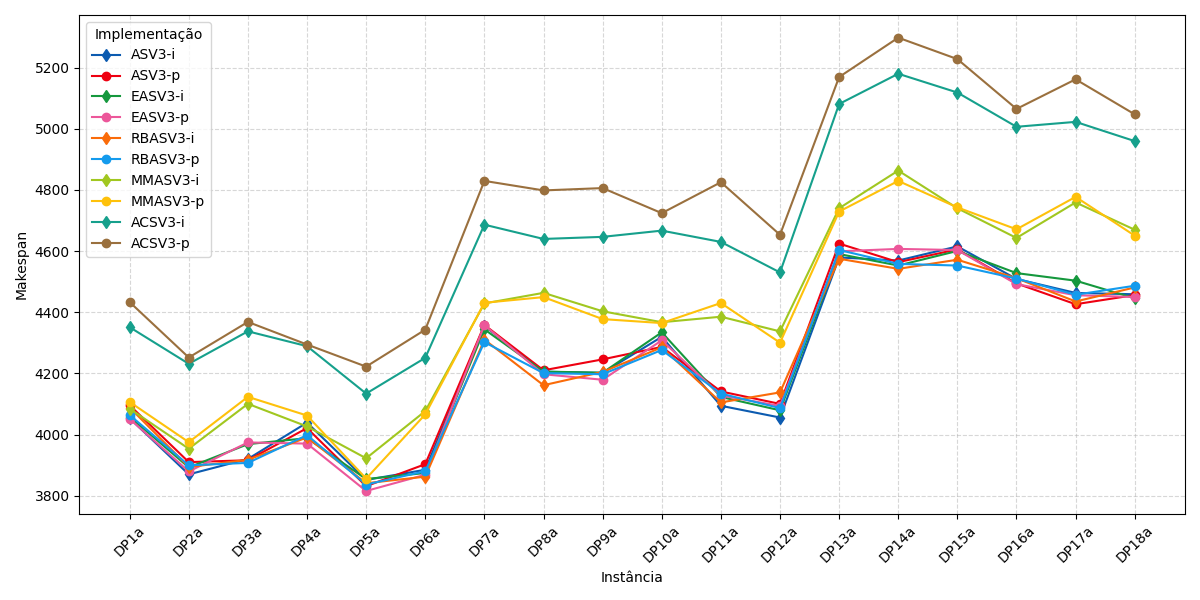 Implementação
ASV3-i
ASV3-p
EASV3-i
EASV3-p
RBASV3-i
RBASV3-p
MMASV3-i
MMASV3-p
ACSV3-i
ACSV3-p
Makespan
5200
5000
4800
4600
4400
4200
4000
3800
DP1a DP2a DP3a DP4a DP5a DP6a DP7a DP8a DP9a DP10a DP11a DP12a DP13a DP14a DP15a DP16a DP17a DP18a
Instância